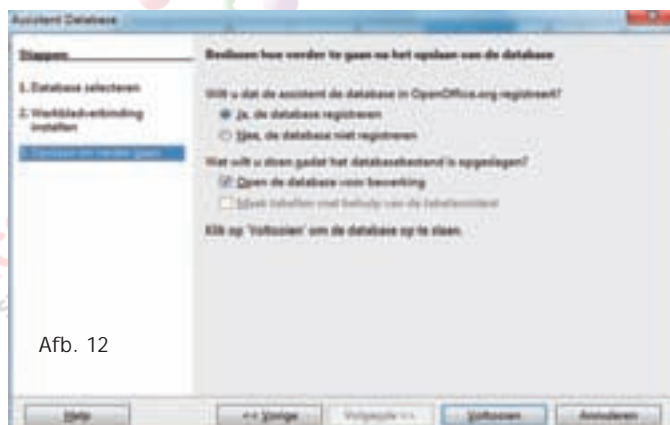 Assistent Database
Stappen
1. Database selecteren
2. Werkbladverbinding
instellen
3. Opslaan en verder gaan
Beslissen hoe verder te gaan na het opslaan van de database
Wilt u dat de assistent de database in OpenOffice.org registreert?
Ja, de database registreren
Nee, de database niet registreren
Wat wilt u doen nadat het databasebestand is opgeslagen?
Open de database voor bewerking
Maak tabellen met behulp van de tabelassistent
Klik op 'Voltooien' om de database op te slaan.
Afb. 12
Help
<< Vorige
Volgende >>
Voltooien
Annuleren